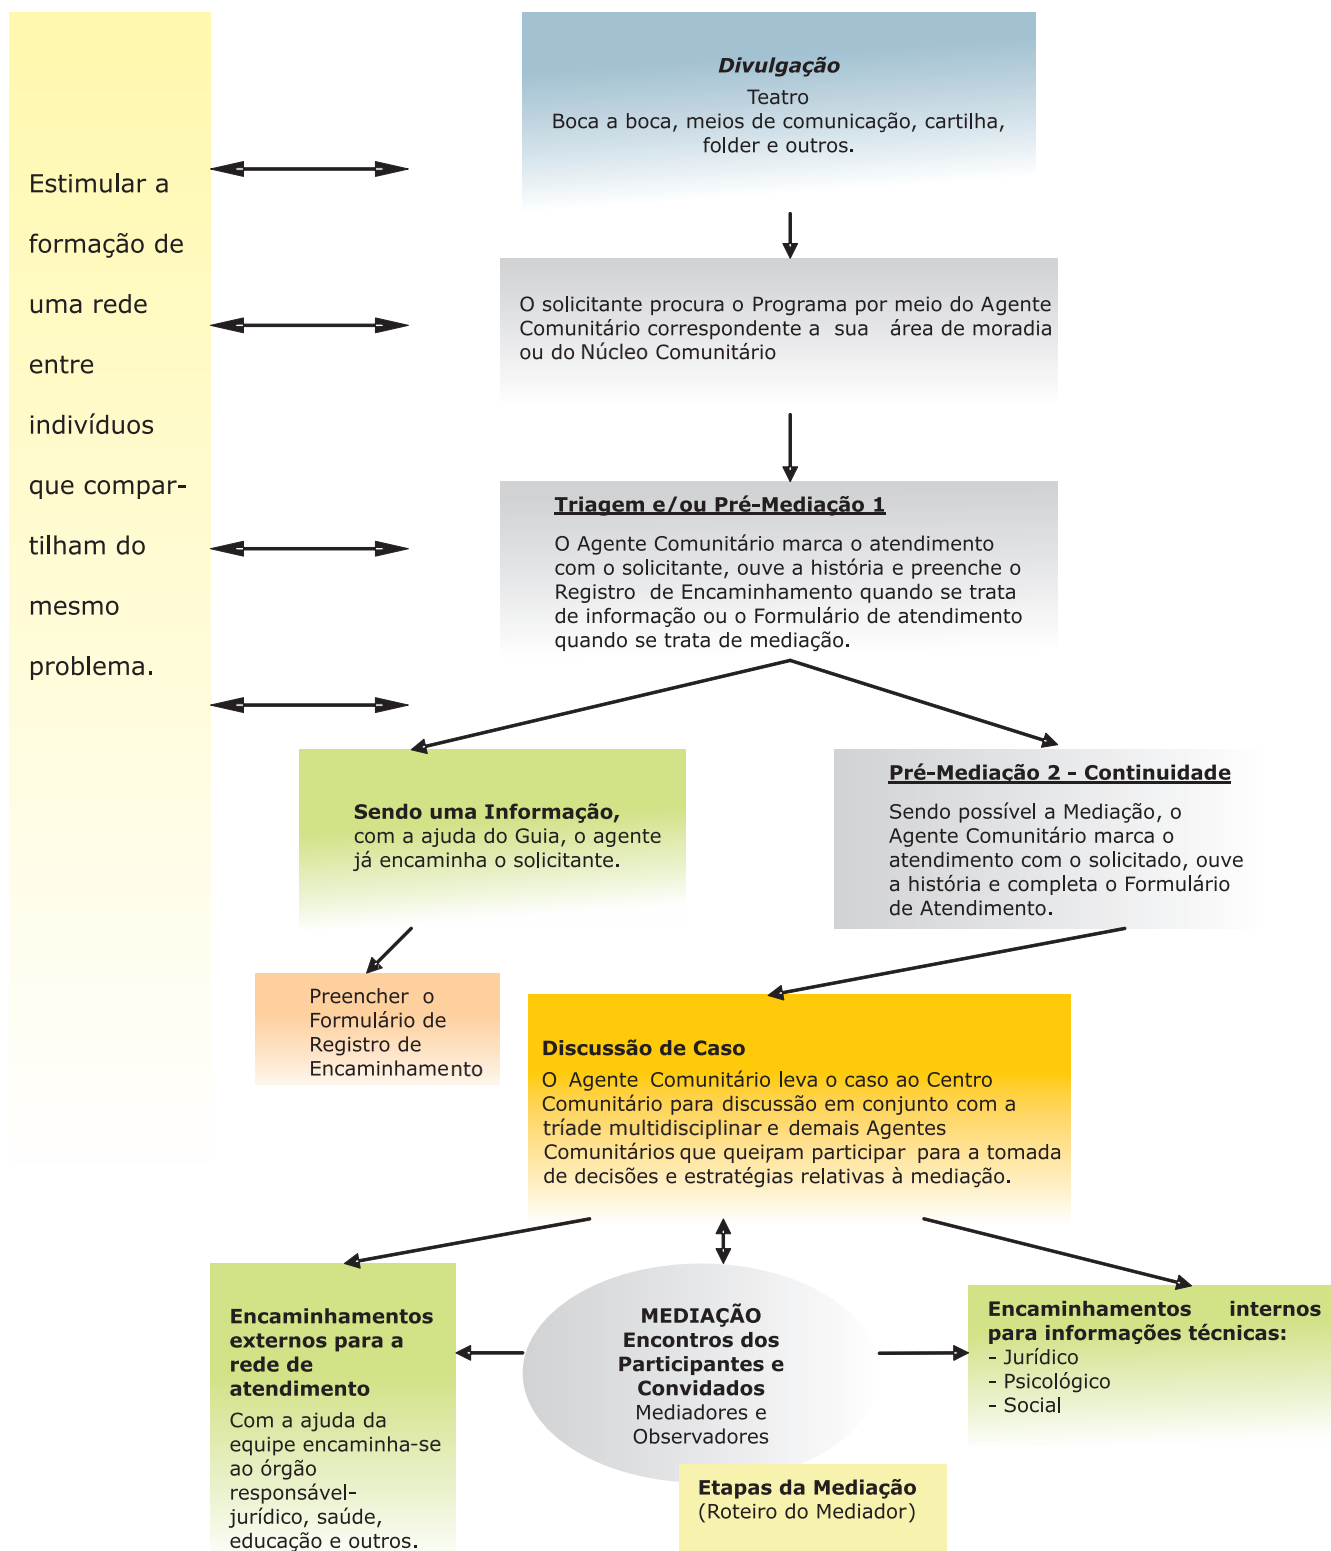 Estimular a
formação de
uma rede
entre
indivíduos
que compar-
tilham do
mesmo
problema.
Divulgação
Teatro
Boca a boca, meios de comunicação, cartilha,
folder e outros.
O solicitante procura o Programa por meio do Agente
Comunitário correspondente a sua área de moradia
ou do Núcleo Comunitário
Triagem e/ou Pré-Mediação 1
O Agente Comunitário marca o atendimento
com o solicitante, ouve a história e preenche o
Registro de Encaminhamento quando se trata
de informação ou o Formulário de atendimento
quando se trata de mediação.
Sendo uma Informação,
com a ajuda do Guia, o agente
já encaminha o solicitante.
Pré-Mediação 2 - Continuidade
Sendo possível a Mediação, o
Agente Comunitário marca o
atendimento com o solicitado, ouve
a história e completa o Formulário
de Atendimento.
Preencher o
Formulário de
Registro de
Encaminhamento
Discussão de Caso
O Agente Comunitário leva o caso ao Centro
Comunitário para discussão em conjunto com a
tríade multidisciplinar e demais Agentes
Comunitários que queiram, participar para a tomada
de decisões e estratégias relativas à mediação.
Encaminhamentos
externos para a
rede de
atendimento
Com a ajuda da
equipe encaminha-se
ao órgão
responsável-
jurídico, saúde,
educação e outros.
MEDIAÇÃO
Encontros dos
Participantes e
Convidados
Mediadores e
Observadores
Etapas da Mediação
(Roteiro do Mediador)
Encaminhamentos internos
para informações técnicas:
- Jurídico
- Psicológico
- Social